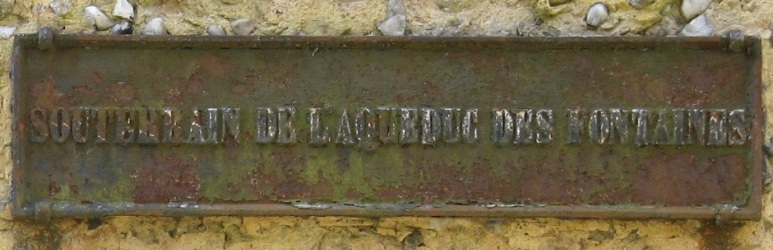 SOUTERRAIN DE L'AQUEDUC DES FONTAINES